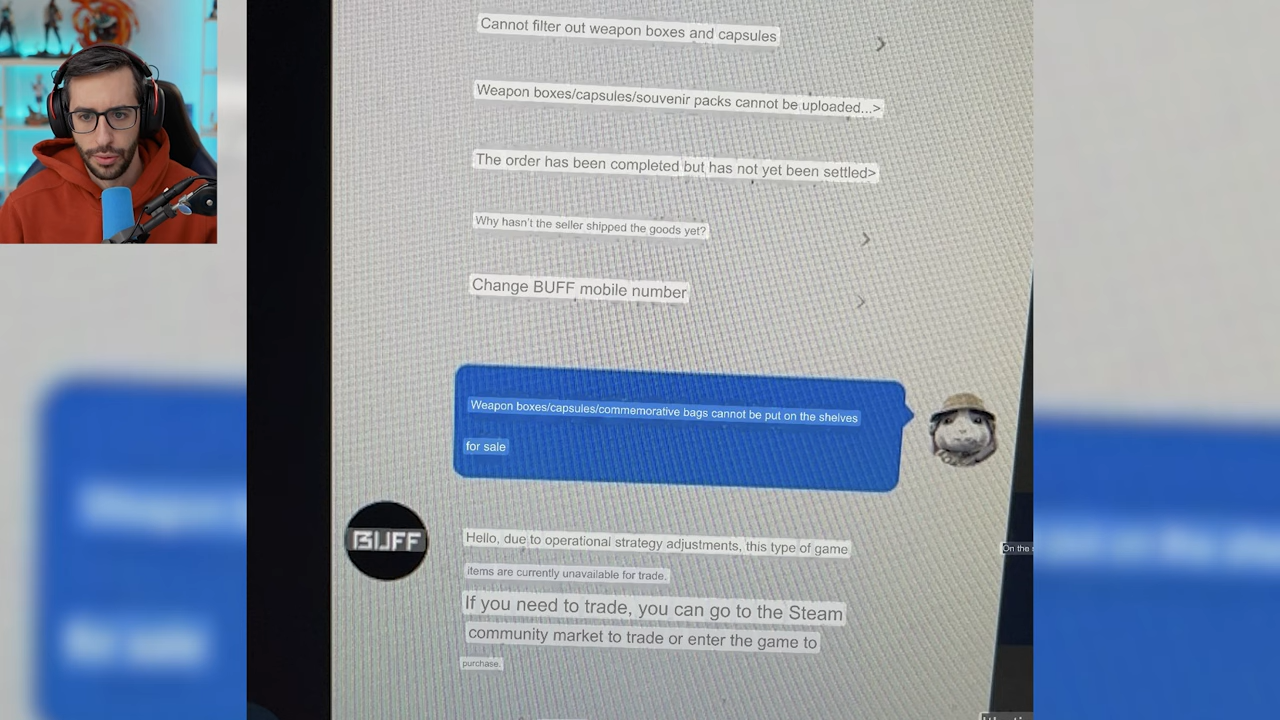 Cannot filter out weapon boxes and capsules
Weapon boxes/capsules/souvenir packs cannot be uploaded...>
The order has been completed but has not yet been settled>
Why hasn't the seller shipped the goods yet?
Change BUFF mobile number
Weapon boxes/capsules/commemorative bags cannot be put on the shelves
for sale
BUFF
Hello, due to operational strategy adjustments, this type of game
items are currently unavailable for trade.
If you need to trade, you can go to the Steam
community market to trade or enter the game to
purchase.
On the